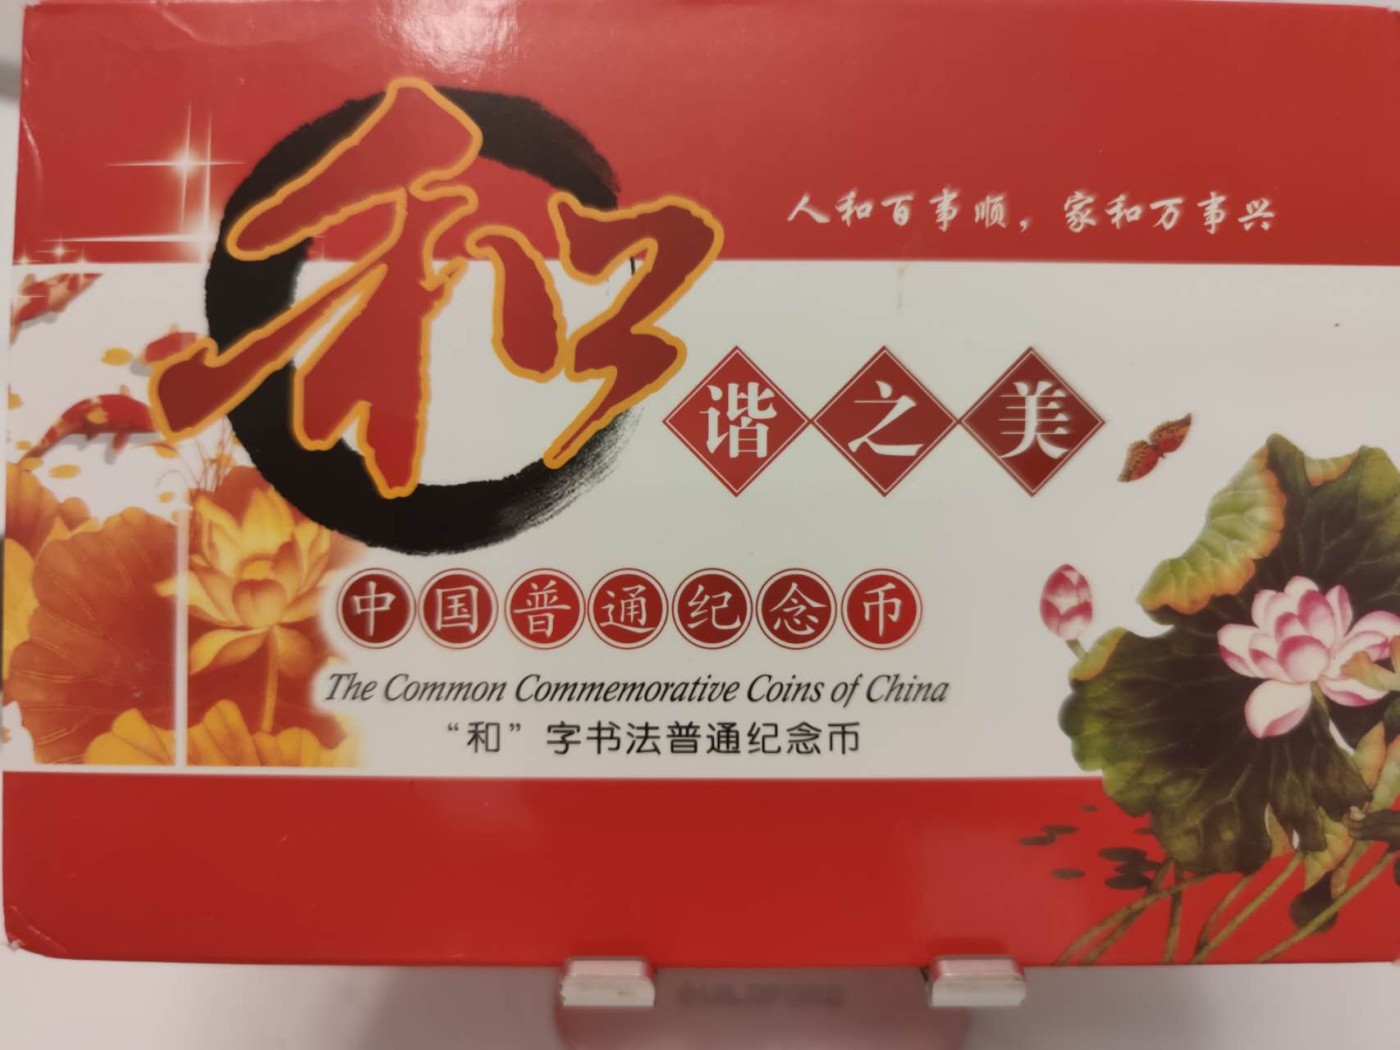 人和百事顺，家和万事兴
和谐之美
中国普通纪念币
The Common Commemorative Coins of China
“和”字书法普通纪念币